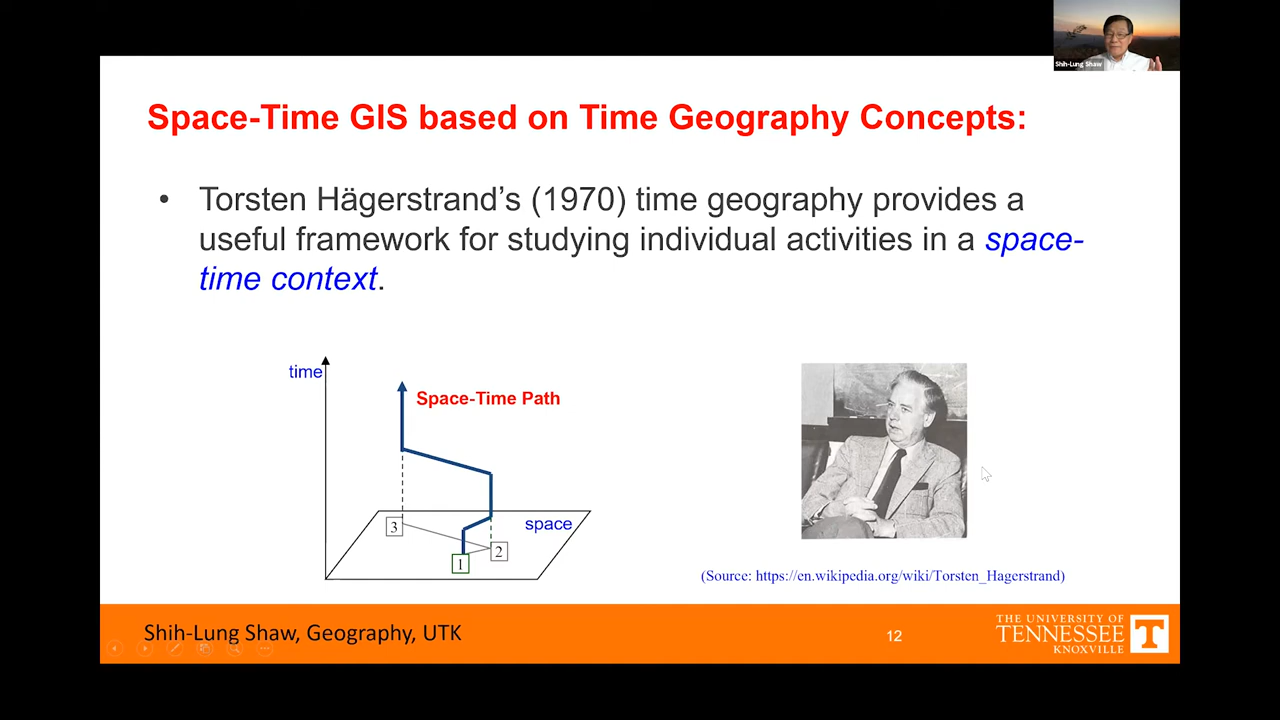 Shih-Lung Shaw
Space-Time GIS based on Time Geography Concepts:
• Torsten Hägerstrand’s (1970) time geography provides a
useful framework for studying individual activities in a space-
time context.
time
Space-Time Path
space
3
2
1
(Source: https://en.wikipedia.org/wiki/Torsten_Hagerstrand)
Shih-Lung Shaw, Geography, UTK
12
THE UNIVERSITY OF
TENNESSEE
KNOXVILLE
T